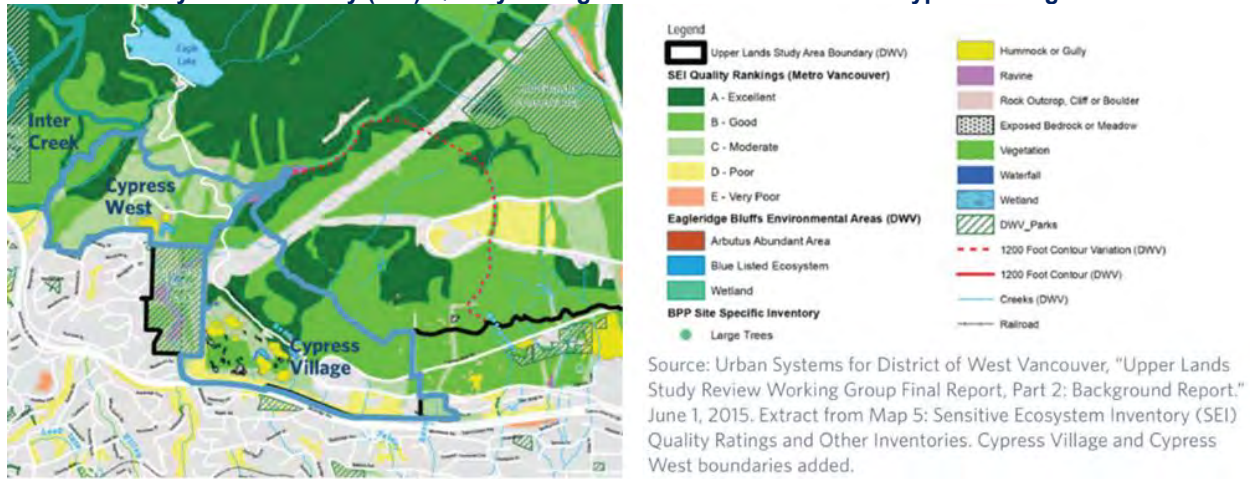 Eagle
Lake
Inter
Creek
Cypress
West
Cypress
Village
Legend
Upper Lands Study Area Boundary (DWV)
SEI Quality Rankings (Metro Vancouver)
A - Excellent
B - Good
C - Moderate
D - Poor
E - Very Poor
Eagleridge Bluffs Environmental Areas (DWV)
Arbutus Abundant Area
Blue Listed Ecosystem
Wetland
BPP Site Specific Inventory
Large Trees
Hummock or Gully
Ravine
Rock Outcrop, Cliff or Boulder
Exposed Bedrock or Meadow
Vegetation
Waterfall
Wetland
DWV_Parks
1200 Foot Contour Variation (DWV)
1200 Foot Contour (DWV)
Creeks (DWV)
Railroad
Source: Urban Systems for District of West Vancouver, "Upper Lands
Study Review Working Group Final Report, Part 2: Background Report."
June 1, 2015. Extract from Map 5: Sensitive Ecosystem Inventory (SEI)
Quality Ratings and Other Inventories. Cypress Village and Cypress
West boundaries added.